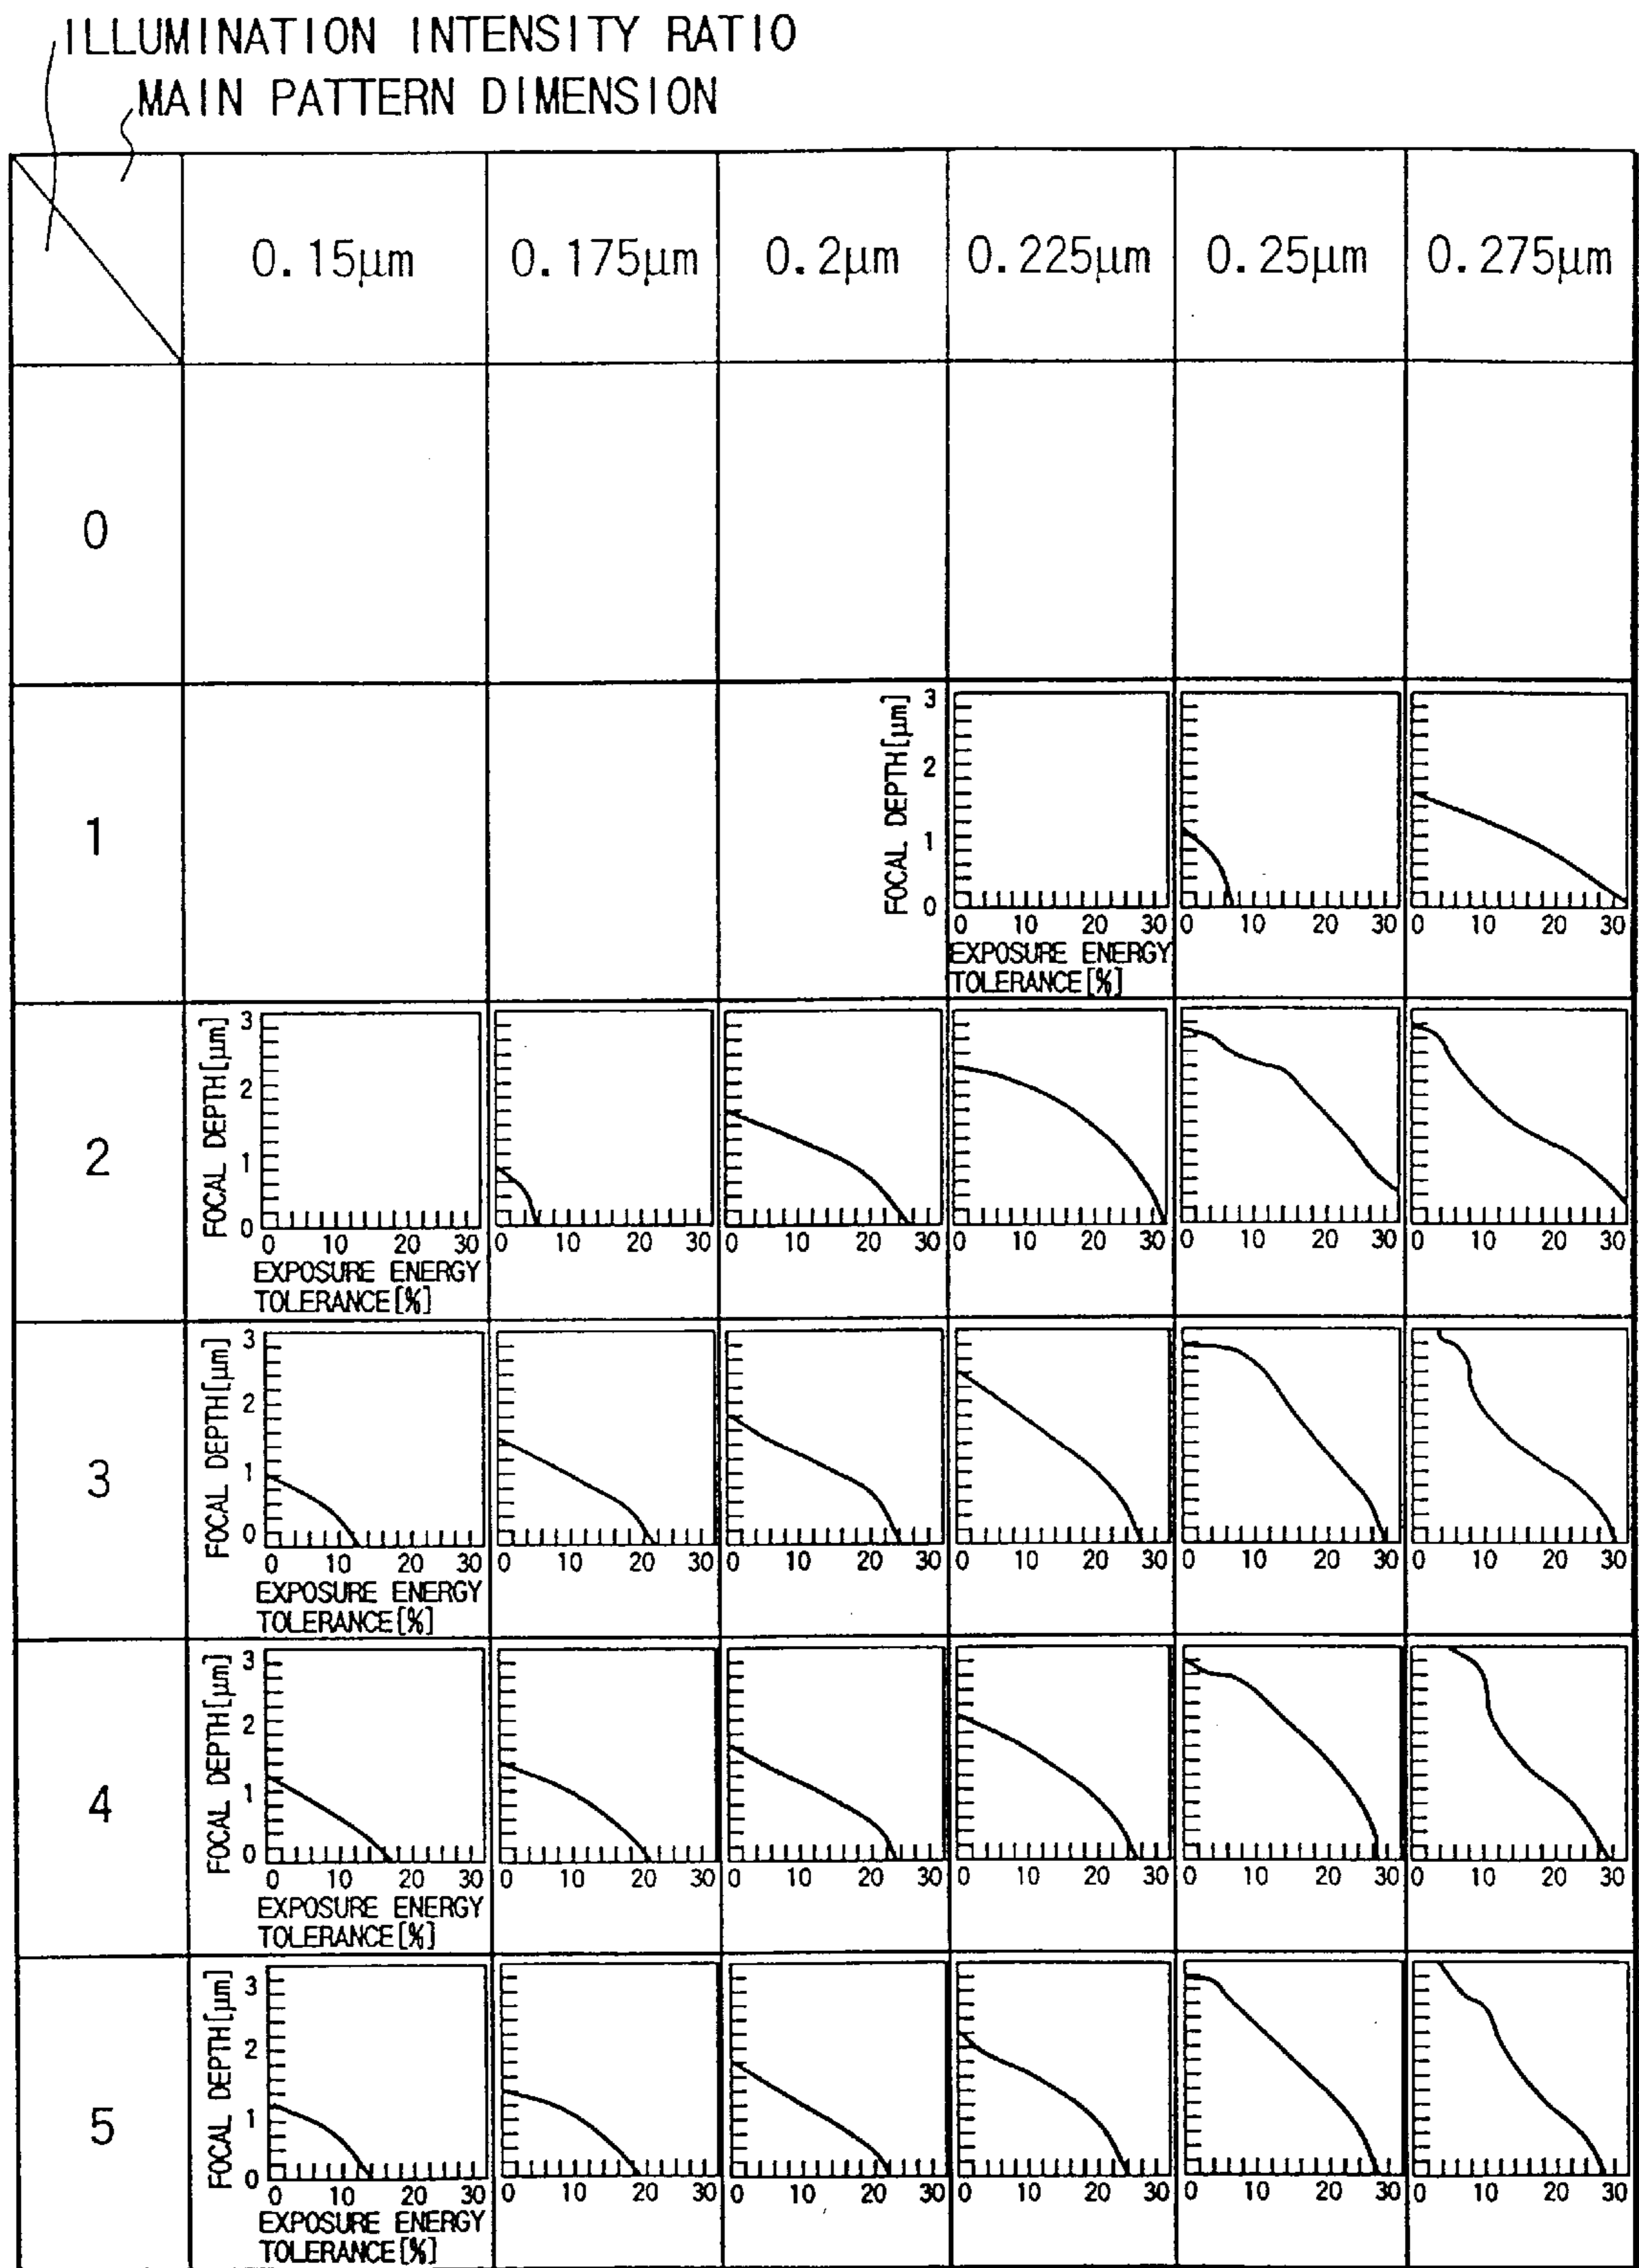 ILLUMINATION INTENSITY RATIO
MAIN PATTERN DIMENSION
0.15μm 0.175μm 0.2μm 0.225μm 0.25μm 0.275μm
0
1
FOCAL DEPTH[μm]
3
2
1
0
0 10 20 30 0 10 20 30 0 10 20 30
EXPOSURE ENERGY
TOLERANCE[%]
2
FOCAL DEPTH[μm]
3
2
1
0
0 10 20 30 0 10 20 30 0 10 20 30 0 10 20 30 0 10 20 30 0 10 20 30
EXPOSURE ENERGY
TOLERANCE[%]
3
FOCAL DEPTH[μm]
3
2
1
0
0 10 20 30 0 10 20 30 0 10 20 30 0 10 20 30 0 10 20 30 0 10 20 30
EXPOSURE ENERGY
TOLERANCE[%]
4
FOCAL DEPTH[μm]
3
2
1
0
0 10 20 30 0 10 20 30 0 10 20 30 0 10 20 30 0 10 20 30 0 10 20 30
EXPOSURE ENERGY
TOLERANCE[%]
5
FOCAL DEPTH[μm]
3
2
1
0
0 10 20 30 0 10 20 30 0 10 20 30 0 10 20 30 0 10 20 30 0 10 20 30
EXPOSURE ENERGY
TOLERANCE[%]